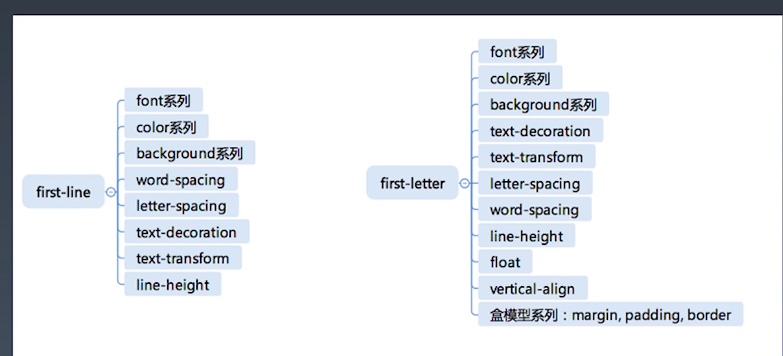 first-line
font系列
color系列
background系列
word-spacing
letter-spacing
text-decoration
text-transform
line-height
first-letter
font系列
color系列
background系列
text-decoration
text-transform
letter-spacing
word-spacing
line-height
float
vertical-align
盒模型系列：margin, padding, border